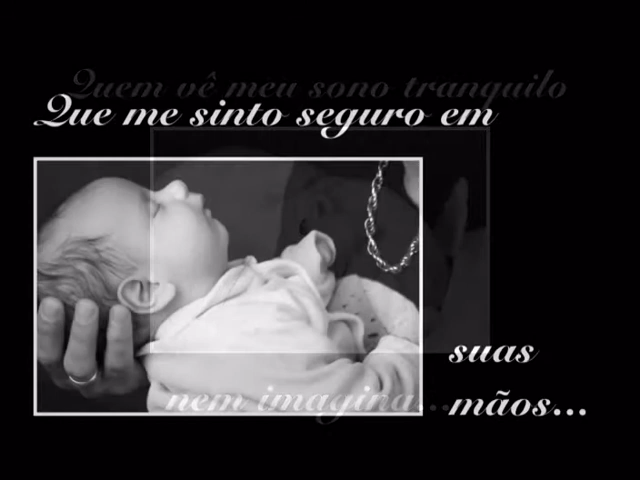 Quem vê meu sono tranquilo
Que me sinto seguro em
suas
nem imagina...
mãos...